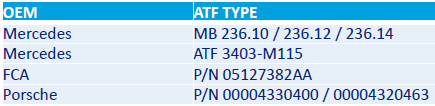 OEM ATF TYPE
Mercedes MB 236.10 / 236.12 / 236.14
Mercedes ATF 3403-M115
FCA P/N 05127382AA
Porsche P/N 00004330400 / 00004320463